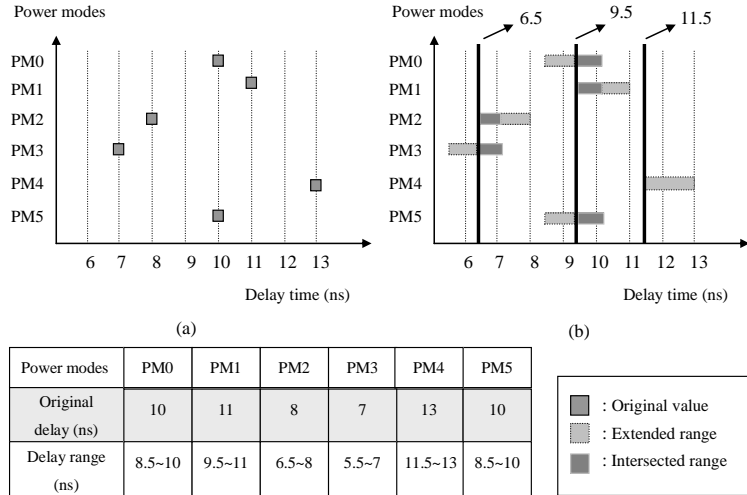 Power modes
PM0
PM1
PM2
PM3
PM4
PM5
6 7 8 9 10 11 12 13
Delay time (ns)
(a)
Power modes
6.5
9.5
11.5
PM0
PM1
PM2
PM3
PM4
PM5
6 7 8 9 10 11 12 13
Delay time (ns)
(b)
Power modes PM0 PM1 PM2 PM3 PM4 PM5
Original
delay (ns) 10 11 8 7 13 10
Delay range
(ns) 8.5~10 9.5~11 6.5~8 5.5~7 11.5~13 8.5~10
: Original value
: Extended range
: Intersected range